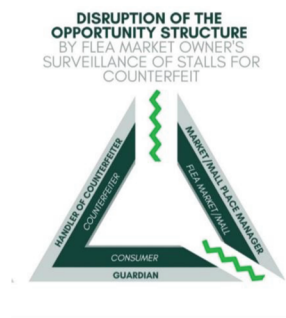 DISRUPTION OF THE
OPPORTUNITY STRUCTURE
BY FLEA MARKET OWNER'S
SURVEILLANCE OF STALLS FOR
COUNTERFEIT
HANDLER OF COUNTERFEITER
COUNTERFEITER
MARKET/MALL PLACE MANAGER
FLEA MARKET/MALL
CONSUMER
GUARDIAN